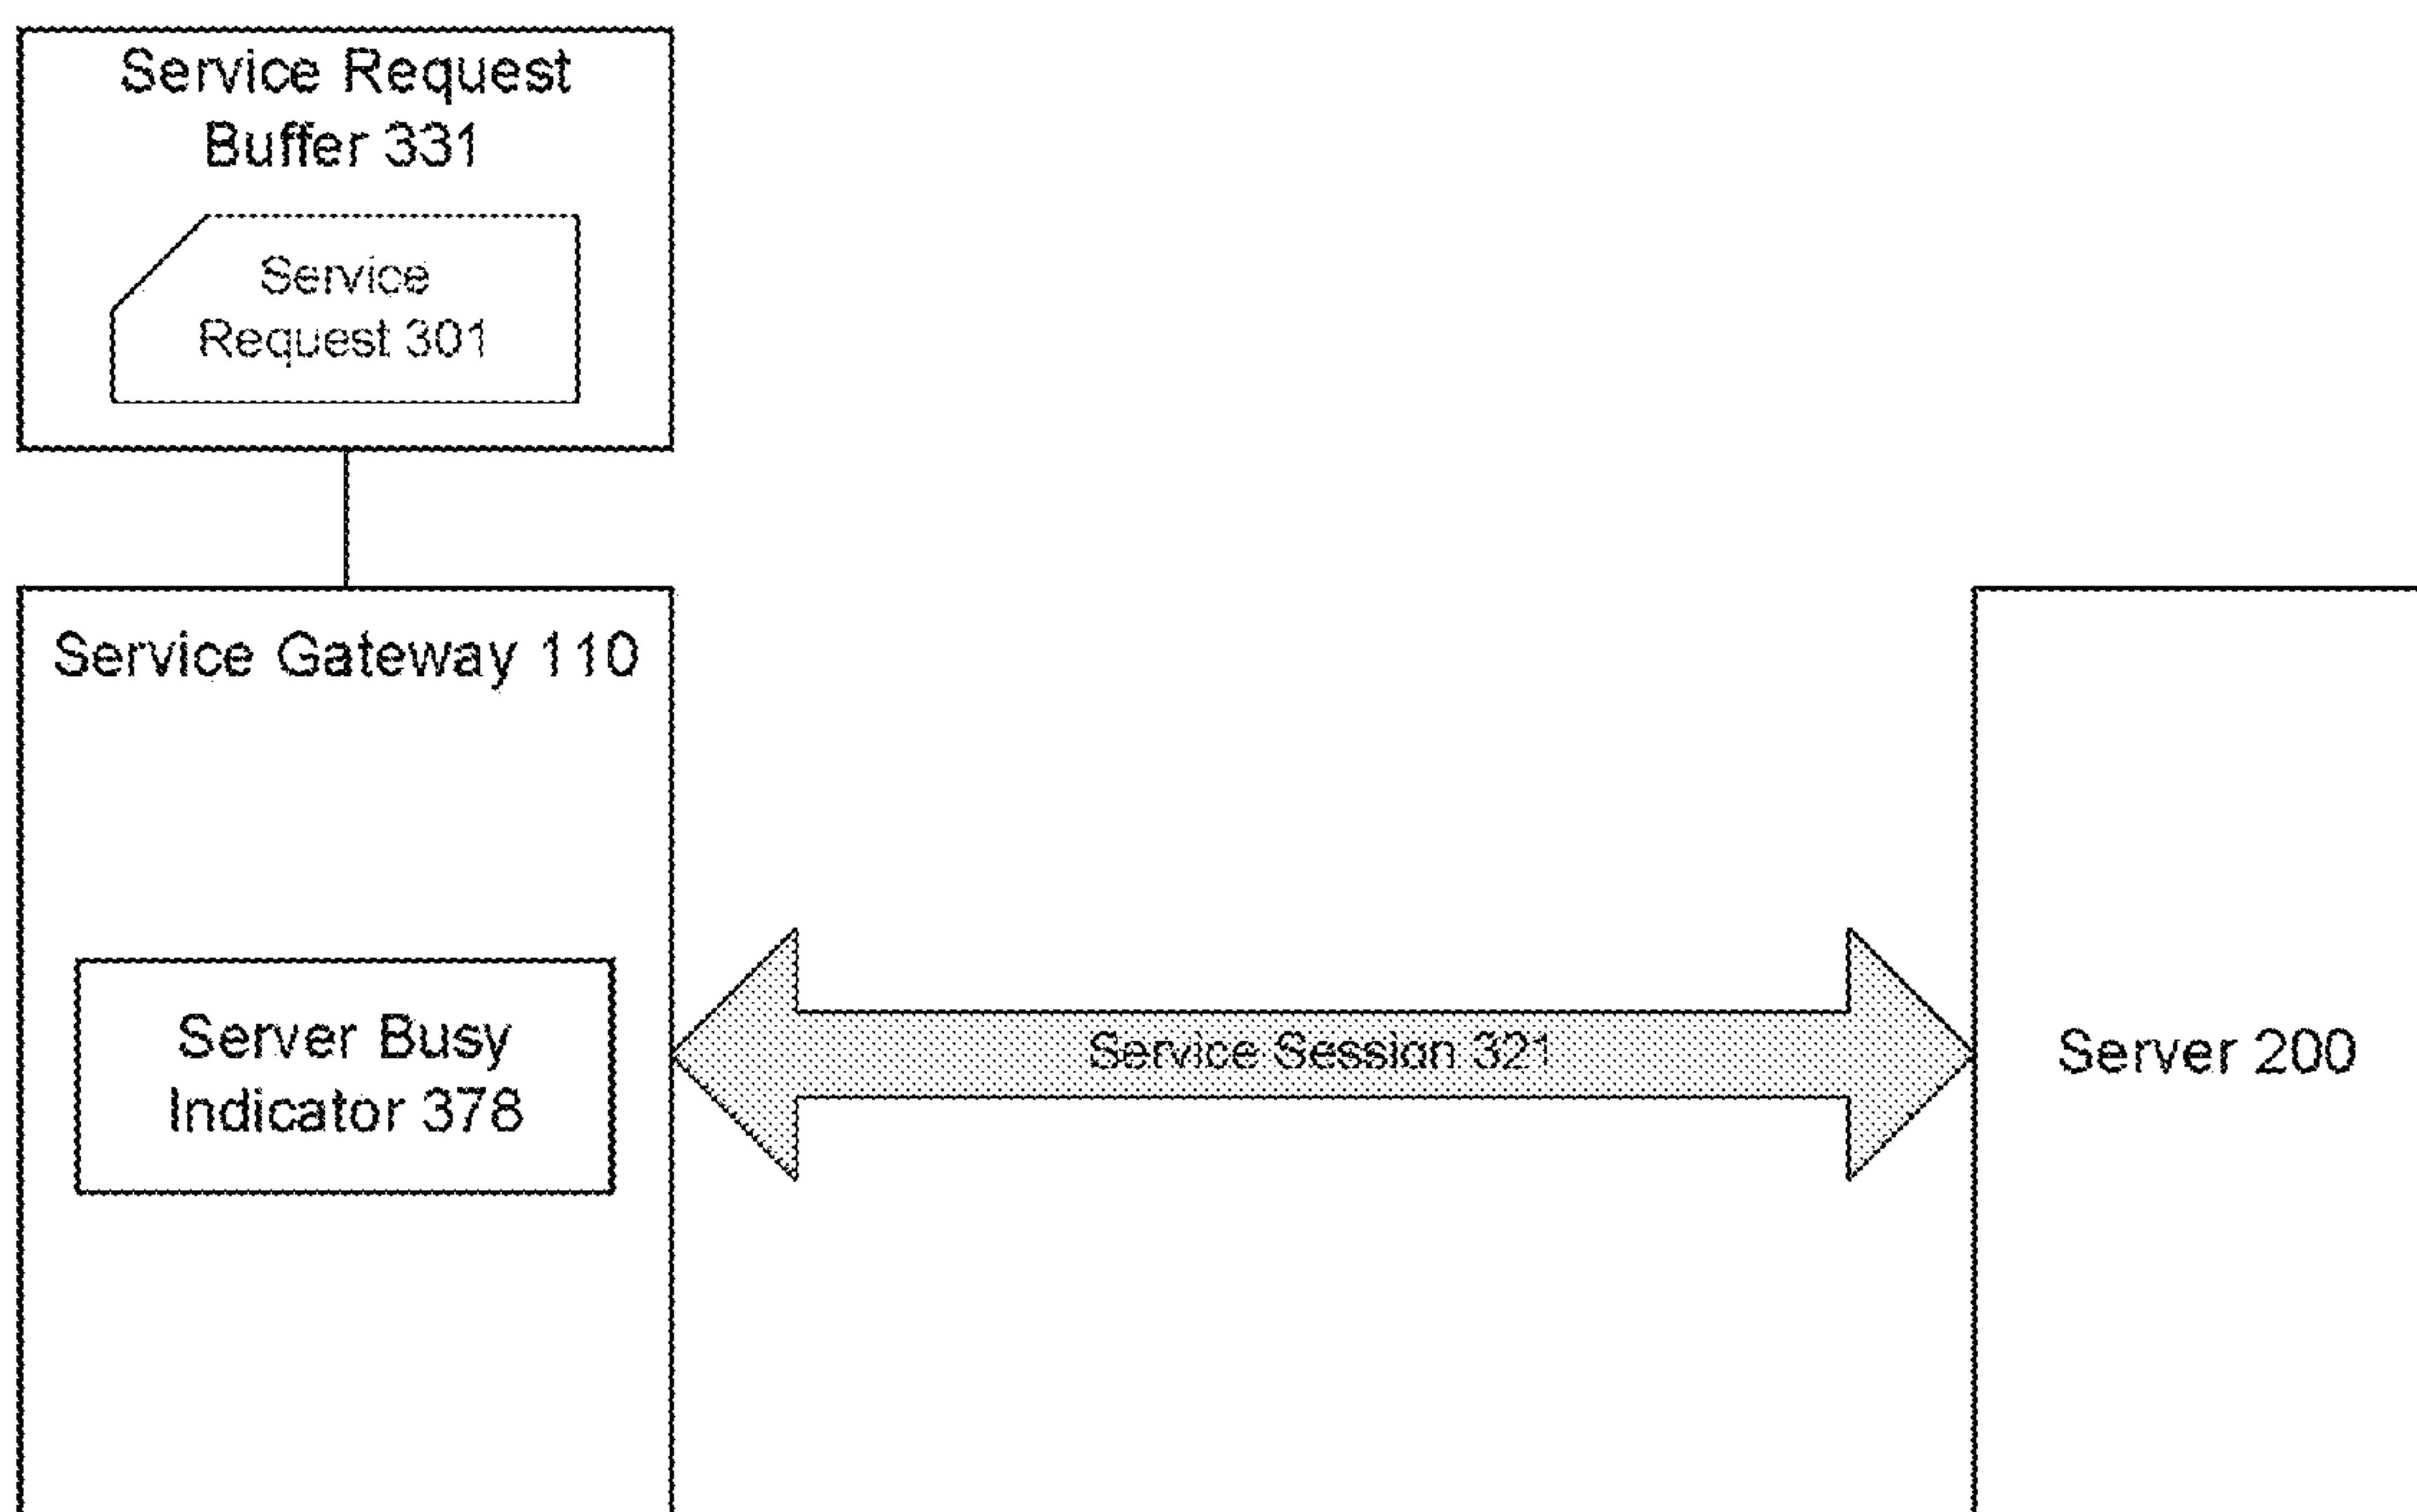 Service Request
Buffer 331
Service
Request 301
Service Gateway 110
Server Busy
Indicator 378
Service Session 321
Server 200